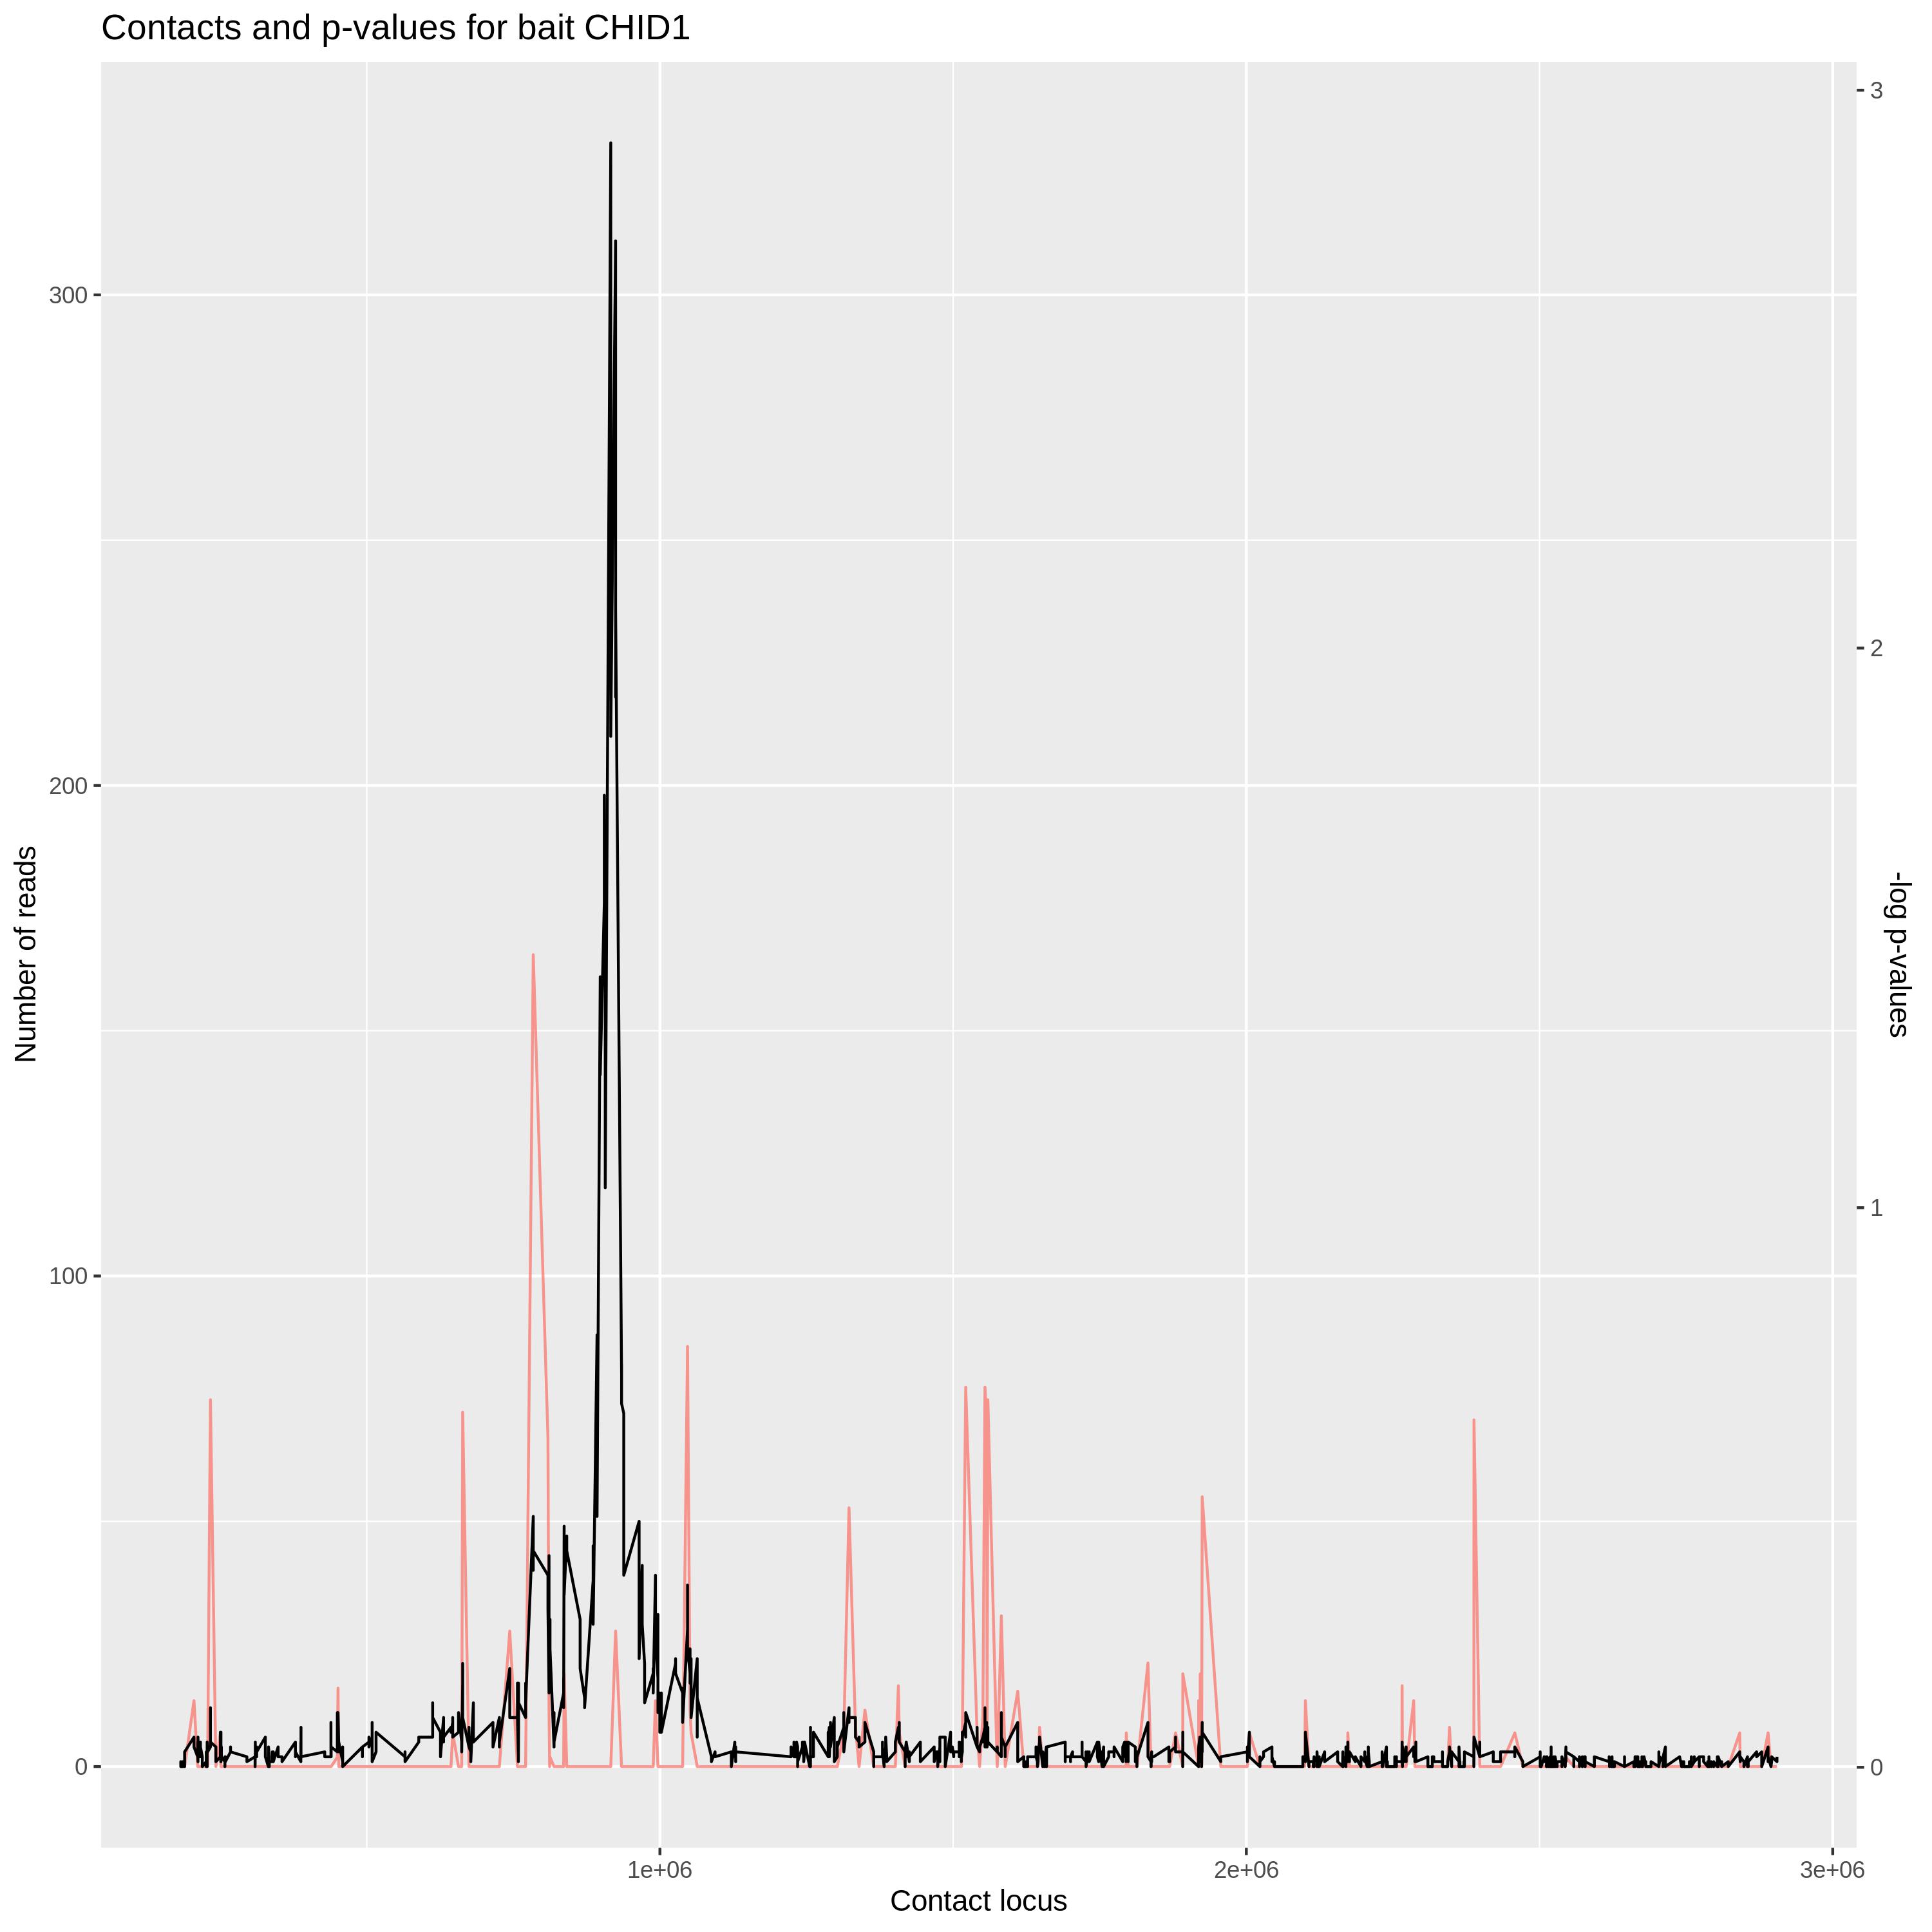 Contacts and p-values for bait CHID1
3
300
2
200
Number of reads
-log p-values
1
100
0
0
1e+06
2e+06
3e+06
Contact locus